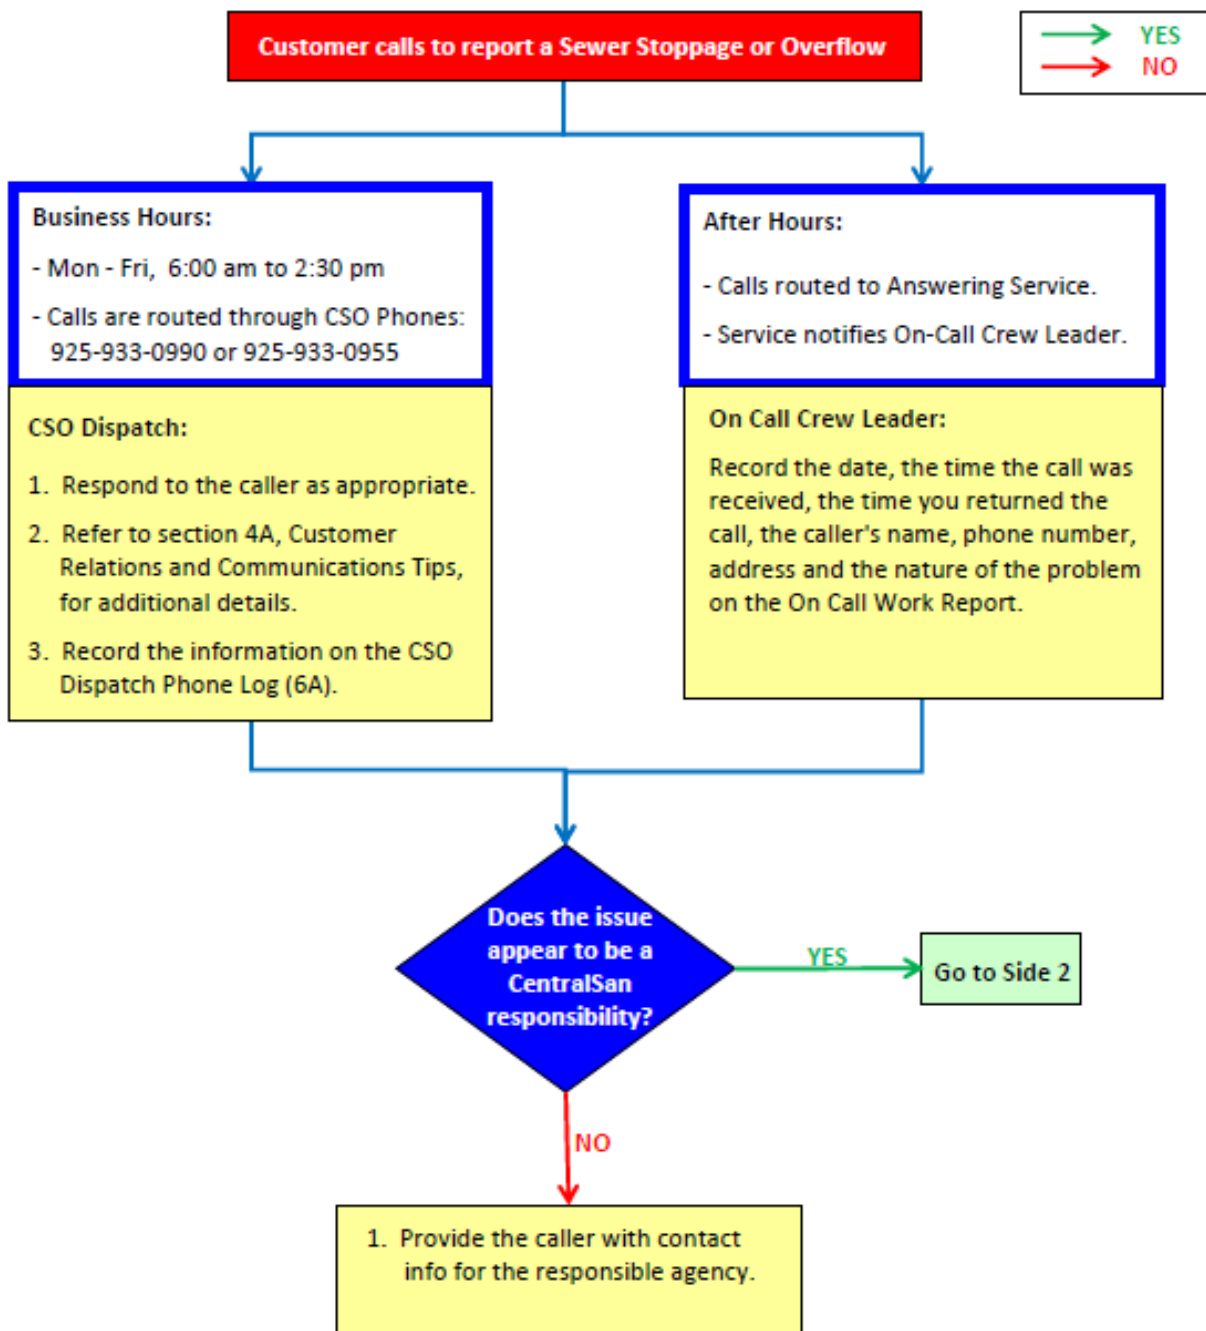 Customer calls to report a Sewer Stoppage or Overflow
YES
NO
Business Hours:
- Mon - Fri,  6:00 am to 2:30 pm
- Calls are routed through CSO Phones:
925-933-0990 or 925-933-0955
After Hours:
- Calls routed to Answering Service.
- Service notifies On-Call Crew Leader.
CSO Dispatch:
1.  Respond to the caller as appropriate.
2.  Refer to section 4A, Customer
Relations and Communications Tips,
for additional details.
3.  Record the information on the CSO
Dispatch Phone Log (6A).
On Call Crew Leader:
Record the date, the time the call was
received, the time you returned the
call, the caller's name, phone number,
address and the nature of the problem
on the On Call Work Report.
Does the issue
appear to be a
CentralSan
responsibility?
YES
Go to Side 2
NO
1.  Provide the caller with contact
info for the responsible agency.